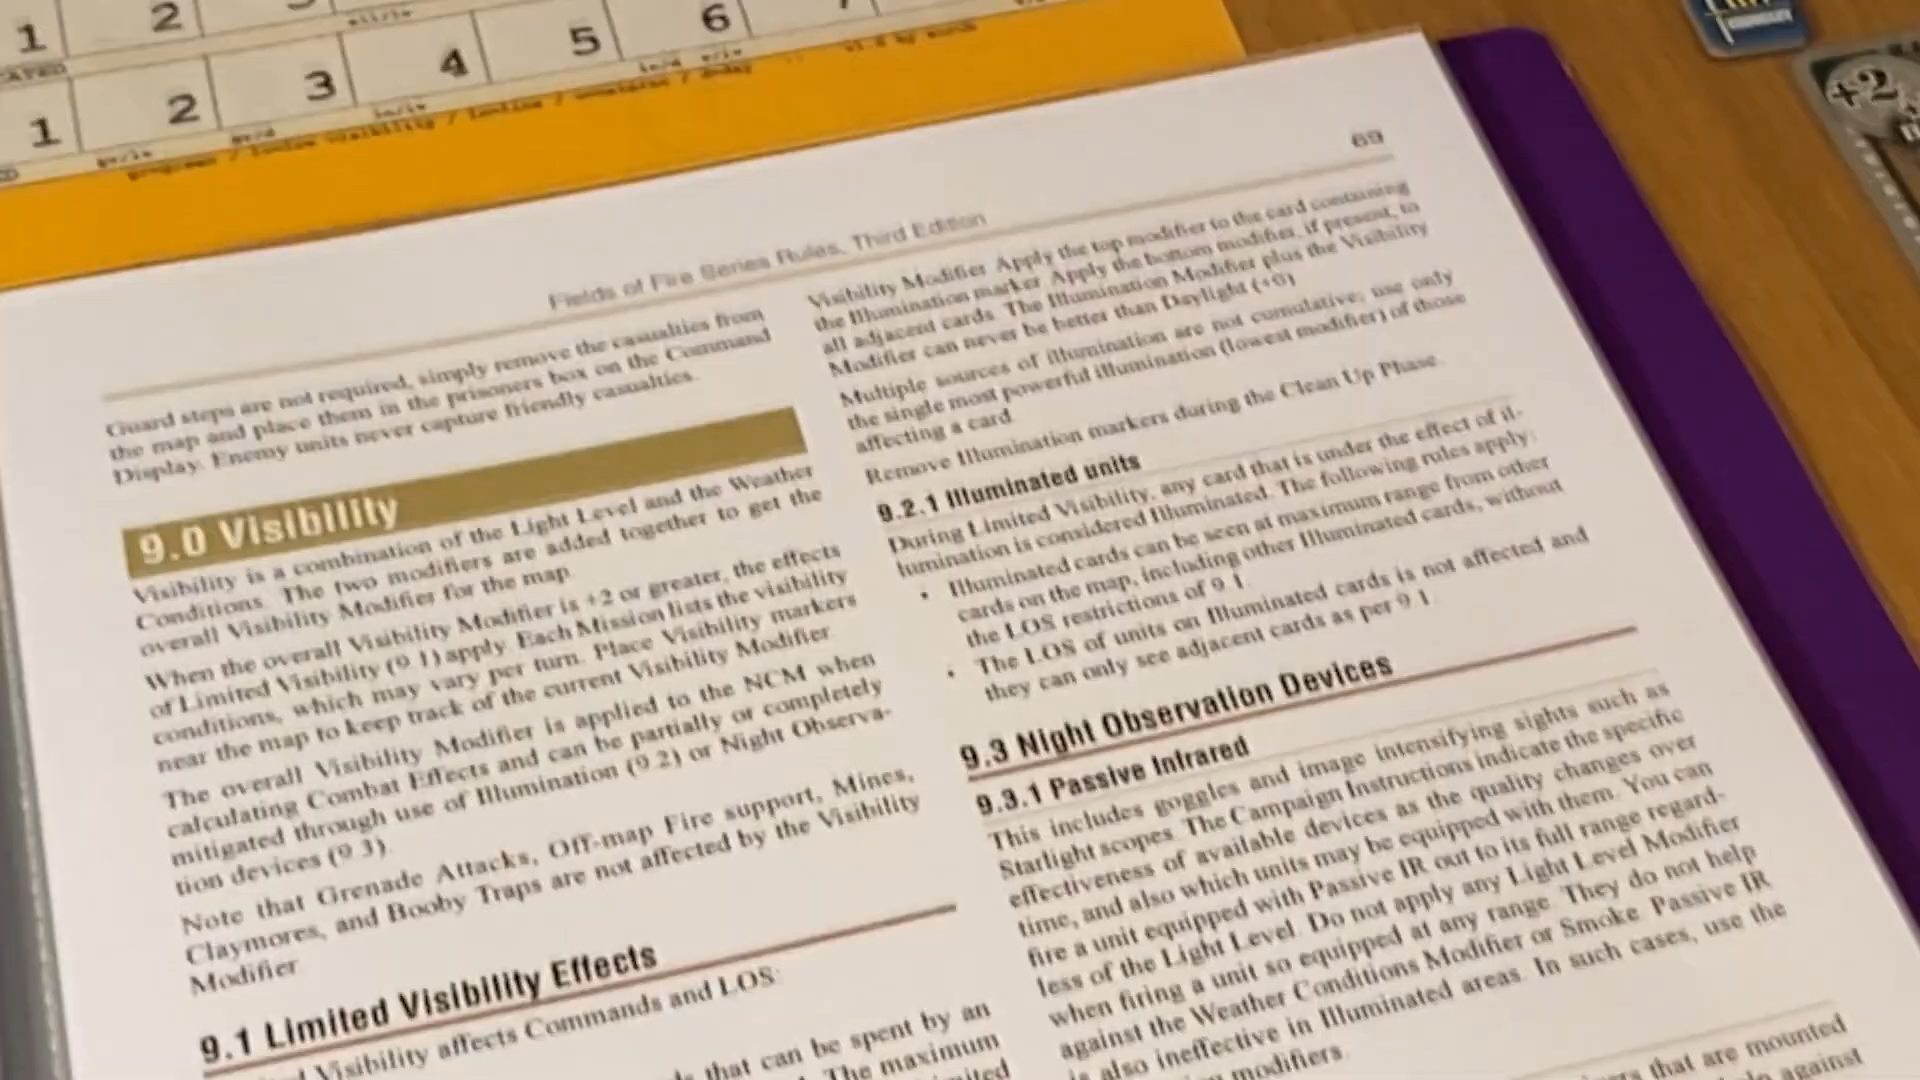 1 2 3 4 5 6
1 2 3 4 5 6
69
Fields of Fire Series Rules, Third Edition
Guard steps are not required, simply remove the casualties from
the map and place them in the prisoners box on the Command
Display. Enemy units never capture friendly casualties.
9.0 Visibility
Visibility is a combination of the Light Level and the Weather
Conditions. The two modifiers are added together to get the
overall Visibility Modifier for the map.
When the overall Visibility Modifier is +2 or greater, the effects
of Limited Visibility (9.1) apply. Each Mission lists the visibility
conditions, which may vary per turn. Place Visibility markers
near the map to keep track of the current Visibility Modifier.
The overall Visibility Modifier is applied to the NCM when
calculating Combat Effects and can be partially or completely
mitigated through use of Illumination (9.2) or Night Observa-
tion devices (9.3).
Note that Grenade Attacks, Off-map Fire support, Mines,
Claymores, and Booby Traps are not affected by the Visibility
Modifier.
9.1 Limited Visibility Effects
Visibility affects Commands and LOS:
that can be spent by an
The maximum
Visibility Modifier. Apply the top modifier to the card containing
the Illumination marker. Apply the bottom modifier, if present, to
all adjacent cards. The Illumination Modifier plus the Visibility
Modifier can never be better than Daylight (+0).
Multiple sources of illumination are not cumulative; use only
the single most powerful illumination (lowest modifier) of those
affecting a card.
Remove Illumination markers during the Clean Up Phase.
9.2.1 Illuminated units
During Limited Visibility, any card that is under the effect of il-
lumination is considered Illuminated. The following rules apply:
• Illuminated cards can be seen at maximum range from other
cards on the map, including other Illuminated cards, without
the LOS restrictions of 9.1.
• The LOS of units on Illuminated cards is not affected and
they can only see adjacent cards as per 9.1.
9.3 Night Observation Devices
9.3.1 Passive Infrared
This includes goggles and image intensifying sights such as
Starlight scopes. The Campaign Instructions indicate the specific
effectiveness of available devices as the quality changes over
time, and also which units may be equipped with them. You can
fire a unit equipped with Passive IR out to its full range regard-
less of the Light Level. Do not apply any Light Level Modifier
when firing a unit so equipped at any range. They do not help
against the Weather Conditions Modifier or Smoke. Passive IR
is also ineffective in Illuminated areas. In such cases, use the
modifiers.
that are mounted
against
+2